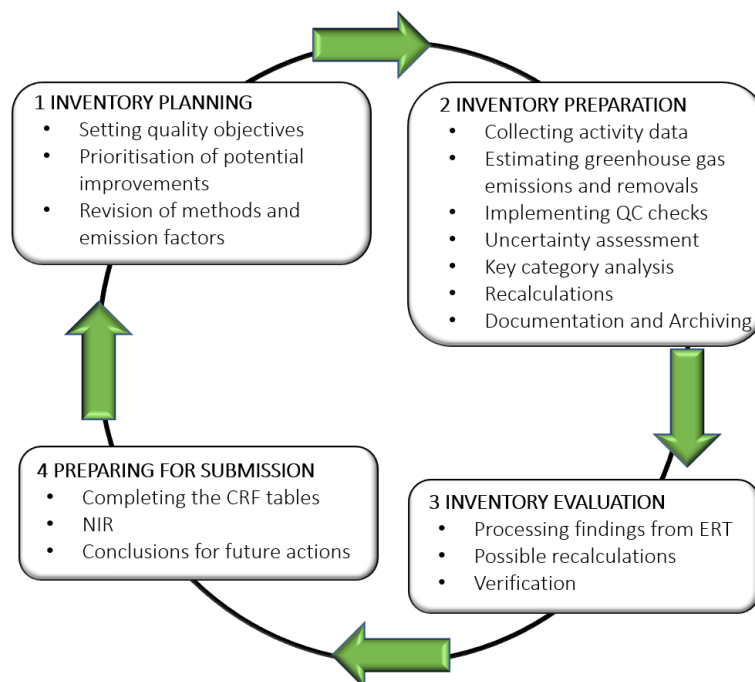 1 INVENTORY PLANNING
• Setting quality objectives
• Prioritisation of potential
improvements
• Revision of methods and
emission factors
2 INVENTORY PREPARATION
• Collecting activity data
• Estimating greenhouse gas
emissions and removals
• Implementing QC checks
• Uncertainty assessment
• Key category analysis
• Recalculations
• Documentation and Archiving
3 INVENTORY EVALUATION
• Processing findings from ERT
• Possible recalculations
• Verification
4 PREPARING FOR SUBMISSION
• Completing the CRF tables
• NIR
• Conclusions for future actions